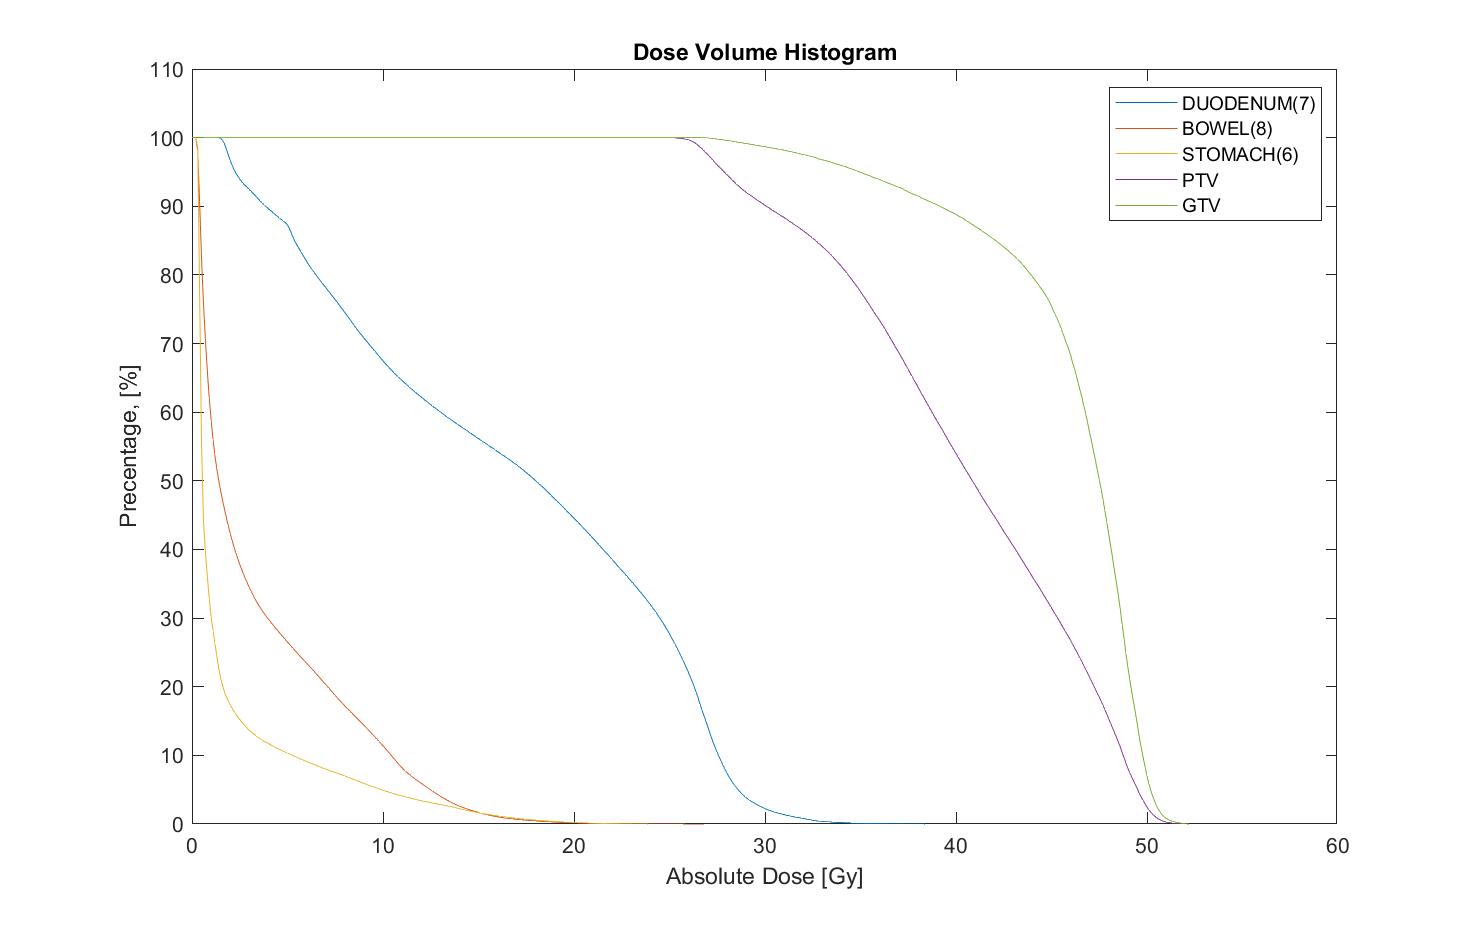 Dose Volume Histogram
110
100
90
80
70
60
50
40
30
20
10
0
Precentage, [%]
0 10 20 30 40 50 60
Absolute Dose [Gy]
DUODENUM(7)
BOWEL(8)
STOMACH(6)
PTV
GTV